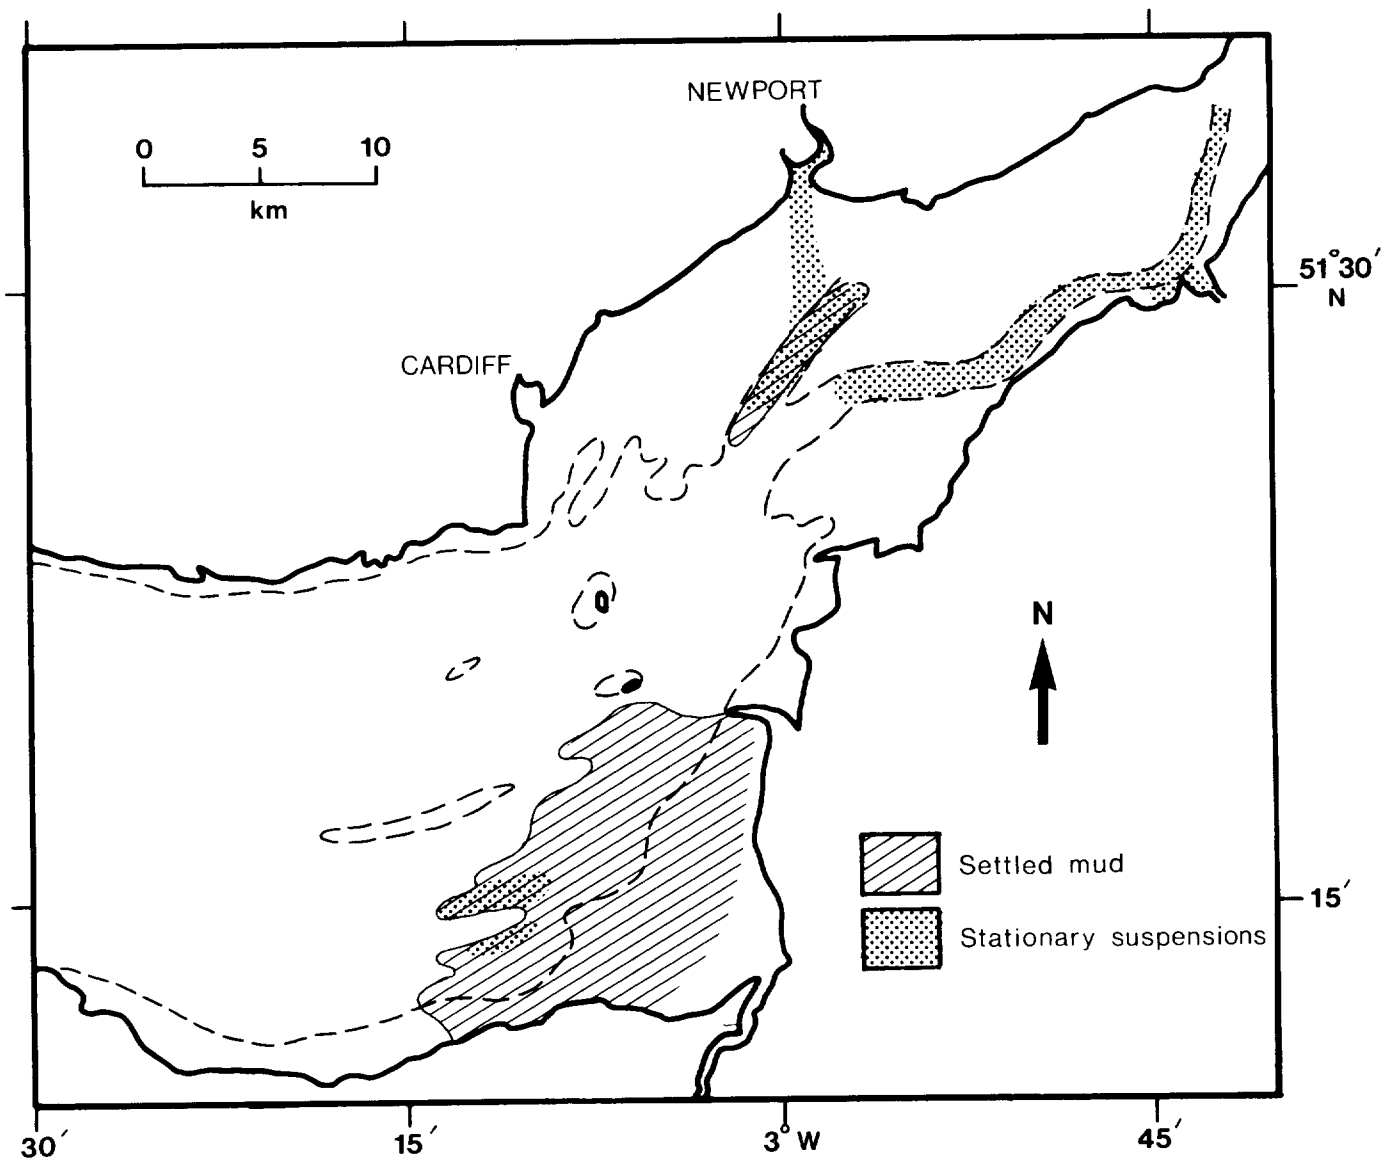 NEWPORT
0 5 10
km
51°30′
N
CARDIFF
N
Settled mud
15′
Stationary suspensions
30′ 15′ 3°W 45′